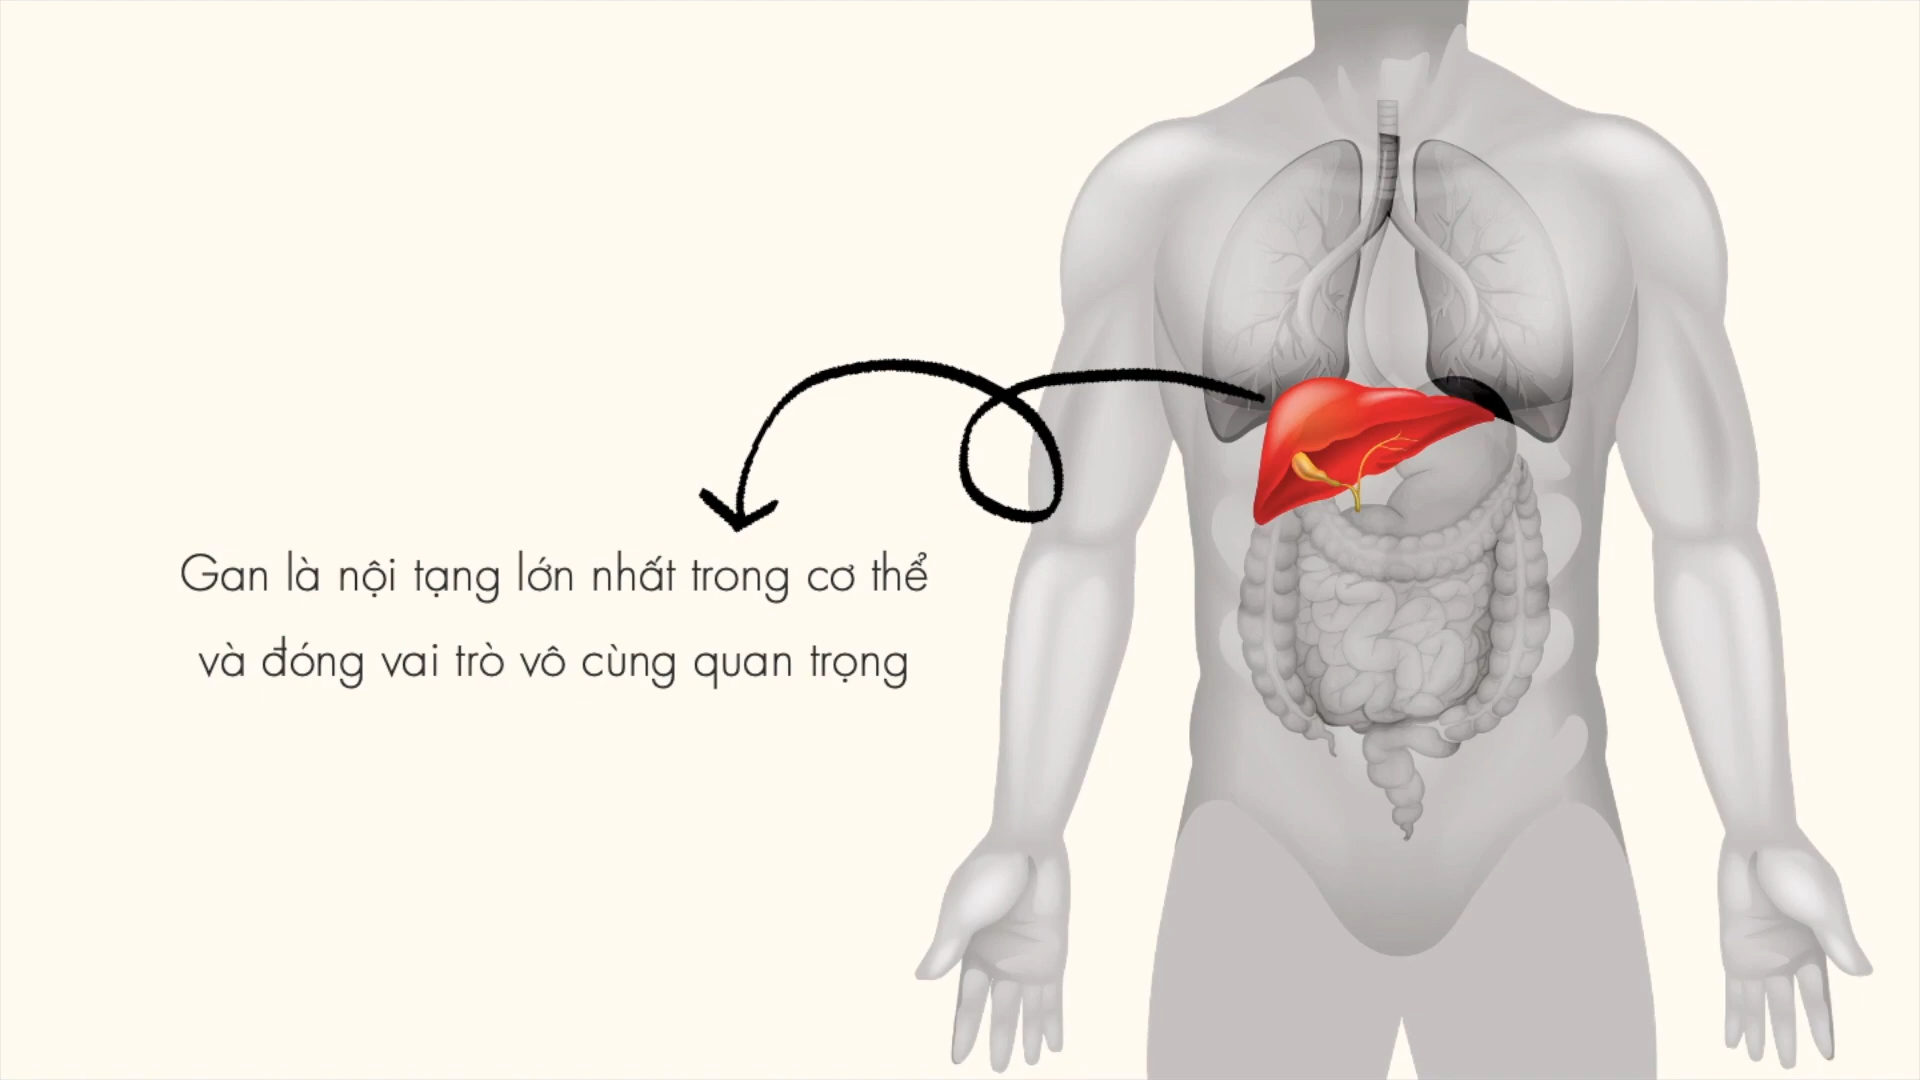 Gan là nội tạng lớn nhất trong cơ thể
và đóng vai trò vô cùng quan trọng